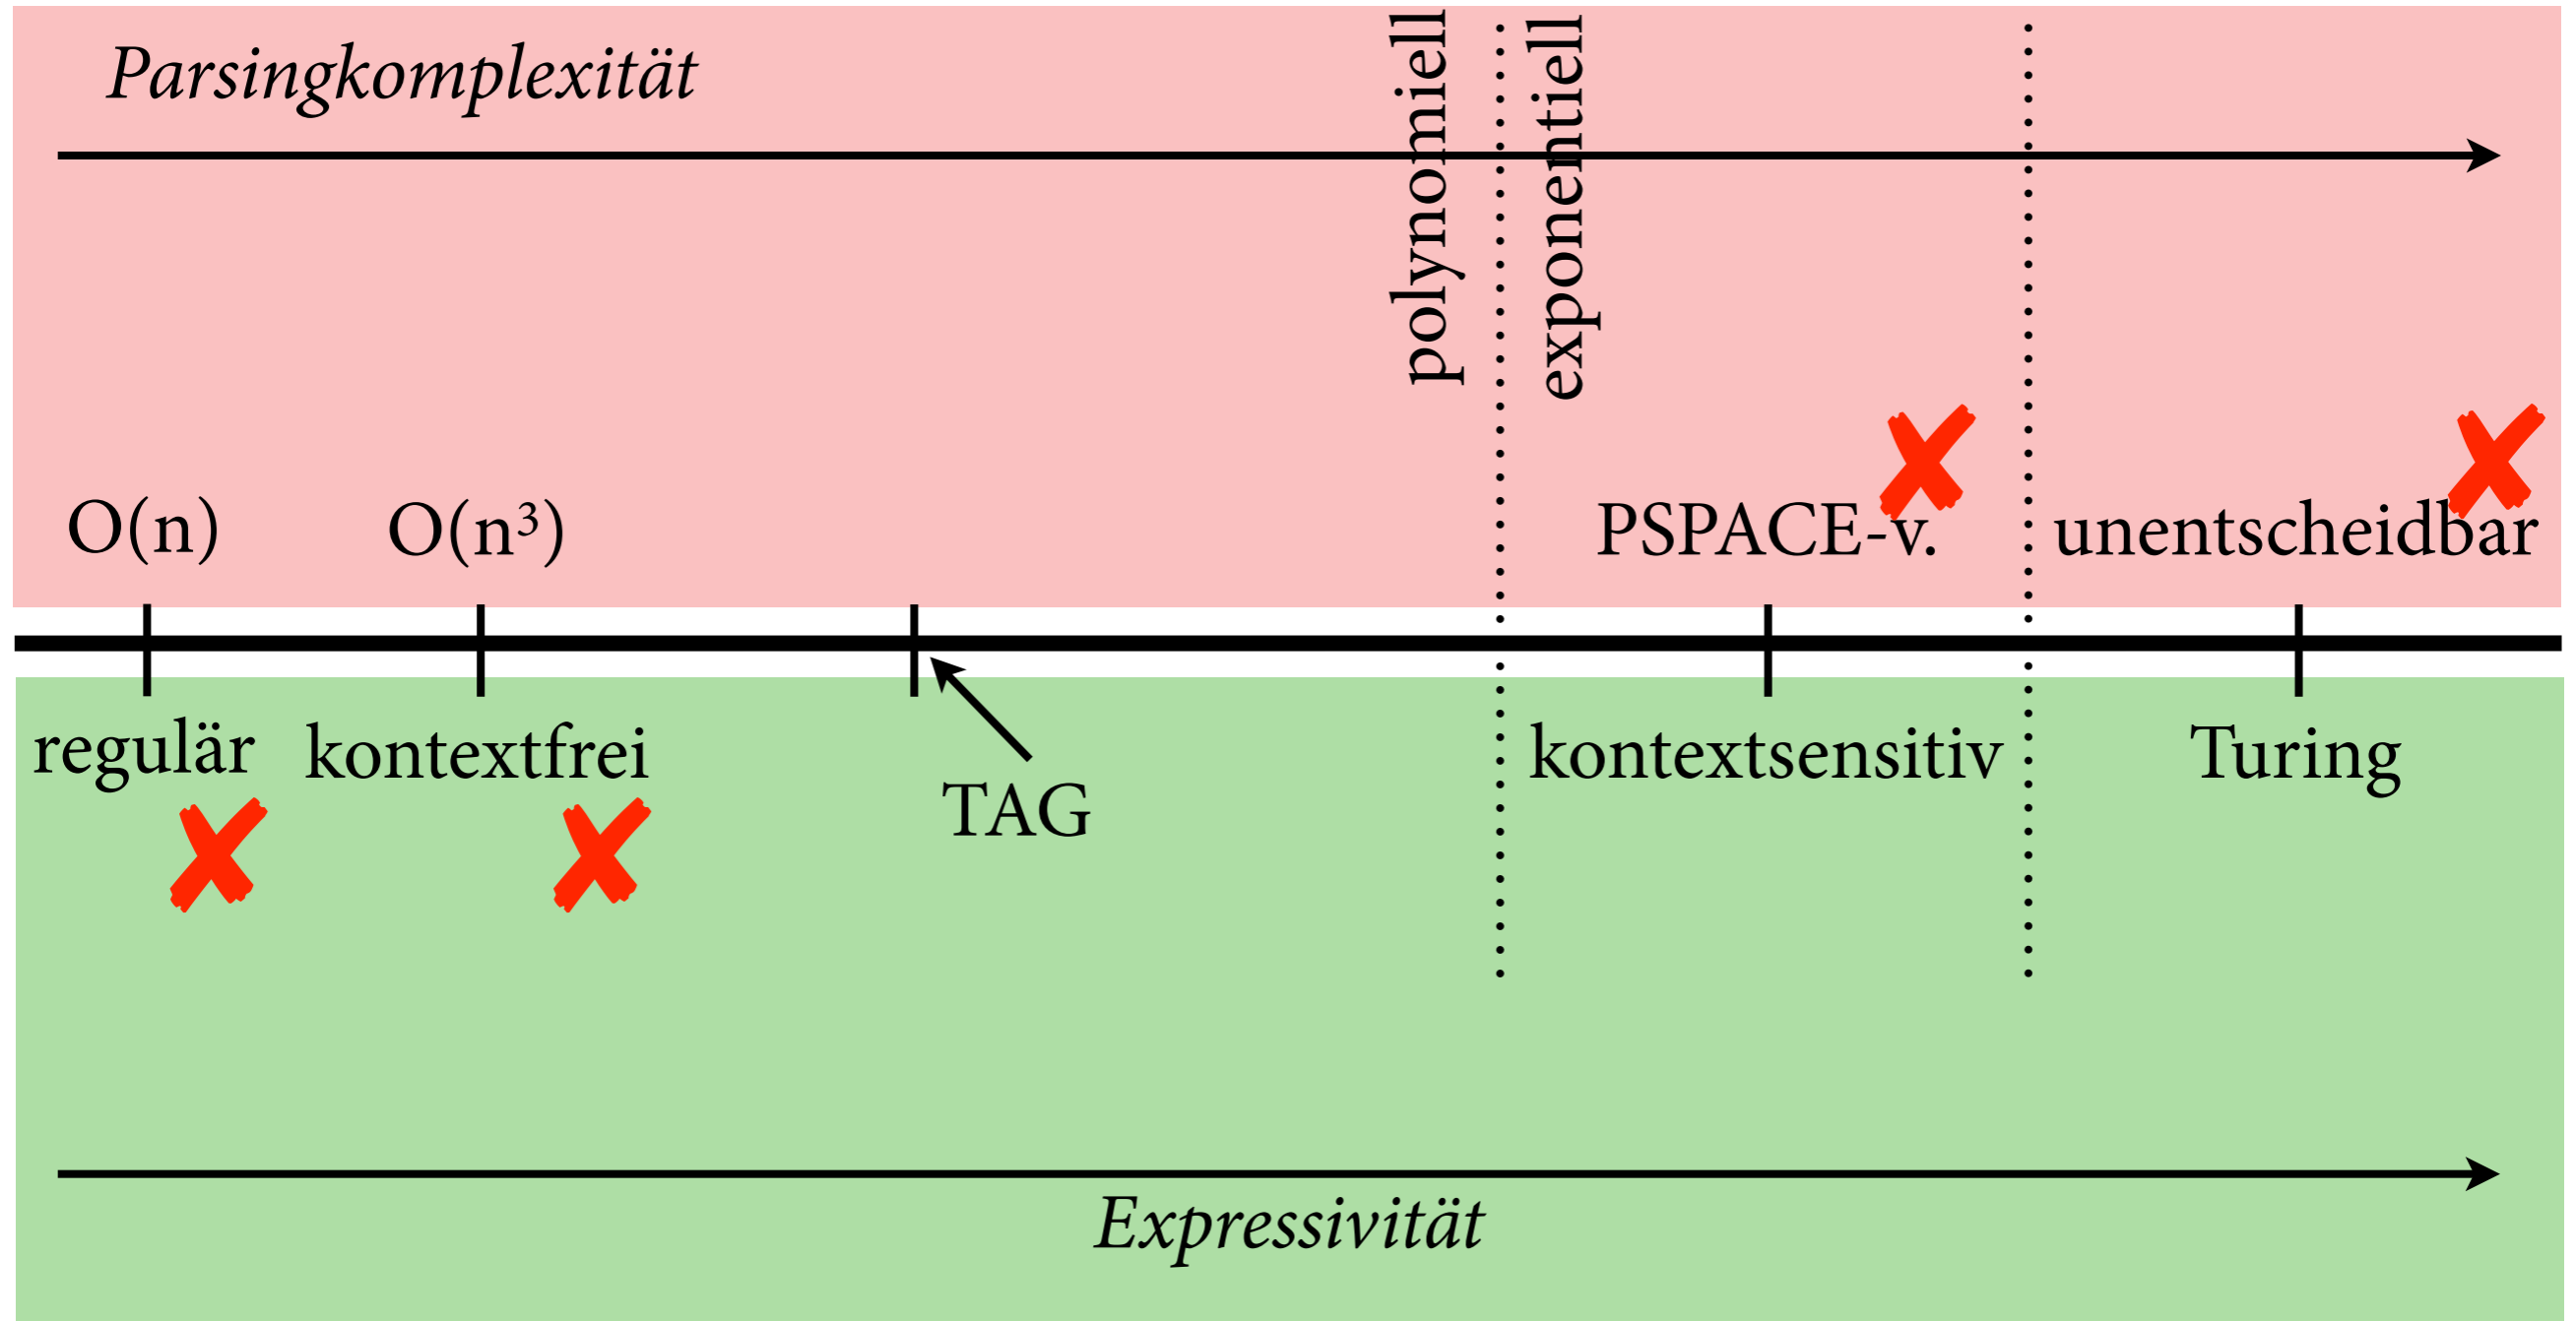 Parsingkomplexität
polynomiell
exponentiell
O(n)
O(n³)
PSPACE-v.
unentscheidbar
regulär
kontextfrei
TAG
kontextsensitiv
Turing
Expressivität